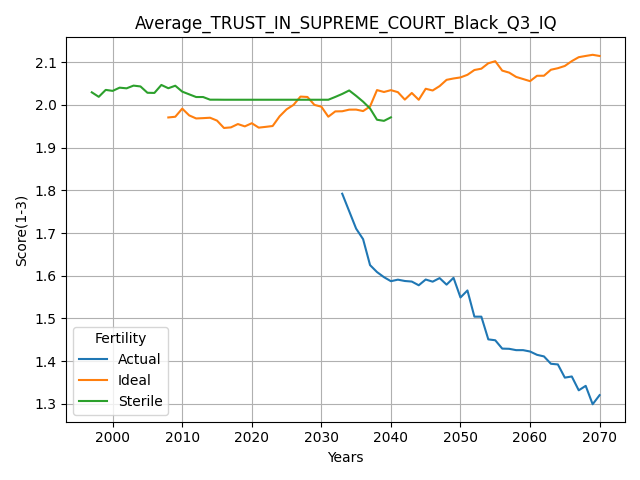 Average_TRUST_IN_SUPREME_COURT_Black_Q3_IQ
Score(1-3)
2.1
2.0
1.9
1.8
1.7
1.6
1.5
1.4
1.3
Fertility
Actual
Ideal
Sterile
2000 2010 2020 2030 2040 2050 2060 2070
Years